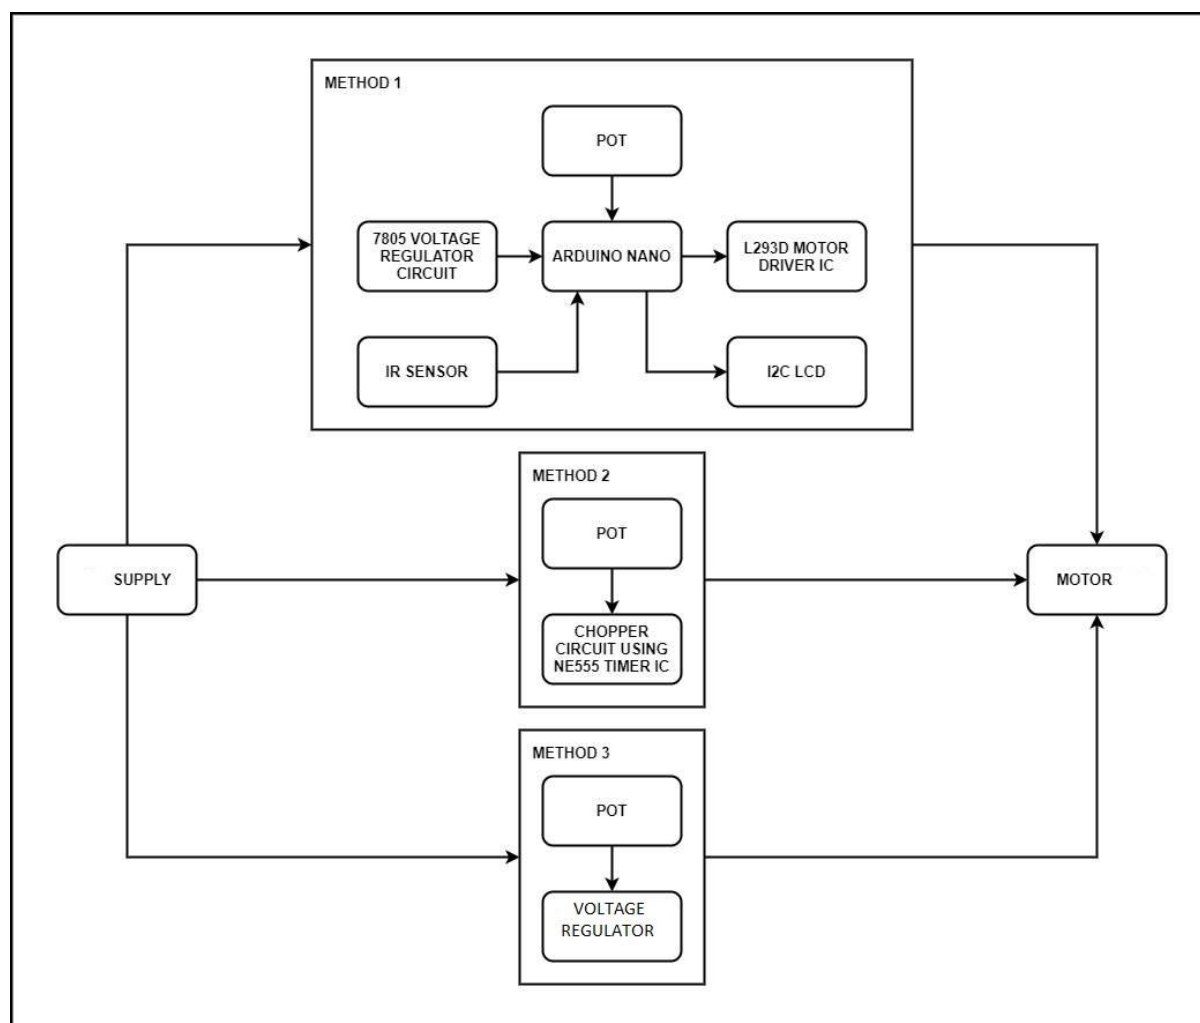 METHOD 1
POT
7805 VOLTAGE
REGULATOR
CIRCUIT
ARDUINO NANO
L293D MOTOR
DRIVER IC
IR SENSOR
I2C LCD
METHOD 2
POT
CHOPPER
CIRCUIT USING
NE555 TIMER IC
SUPPLY
MOTOR
METHOD 3
POT
VOLTAGE
REGULATOR